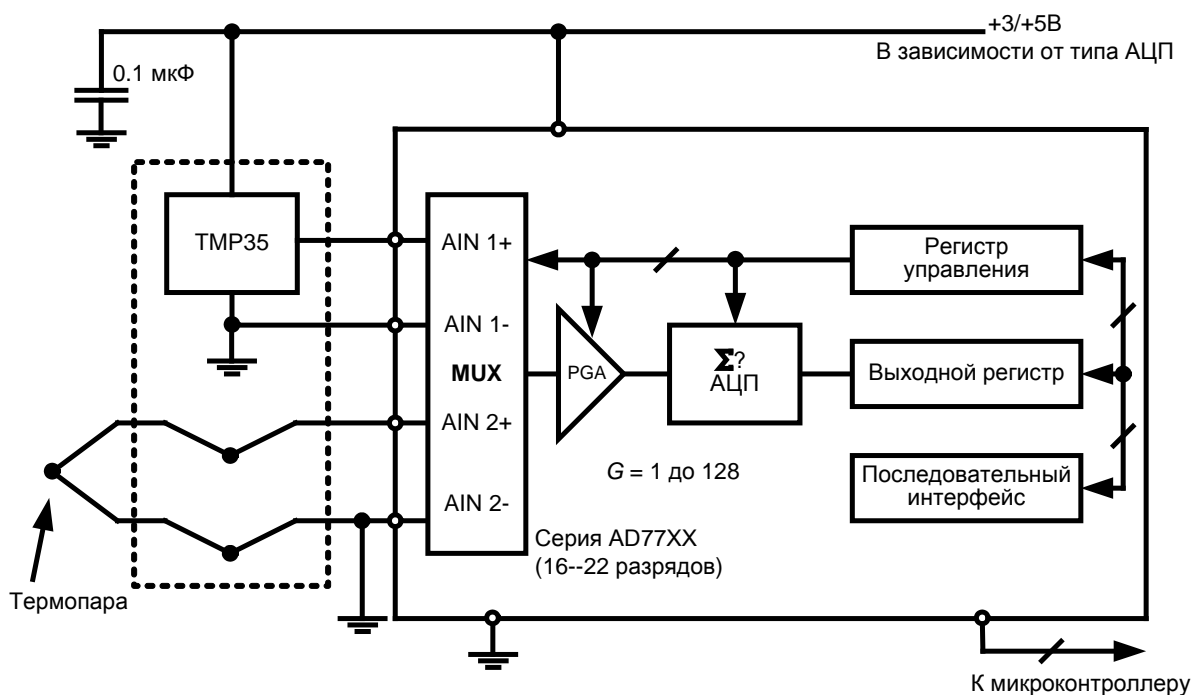 +3/+5В
В зависимости от типа АЦП
0.1 мкФ
TMP35
AIN 1+
AIN 1-
MUX
AIN 2+
AIN 2-
PGA
Σ?
АЦП
G = 1 до 128
Регистр
управления
Выходной регистр
Последовательный
интерфейс
Серия AD77XX
(16--22 разрядов)
Термопара
К микроконтроллеру